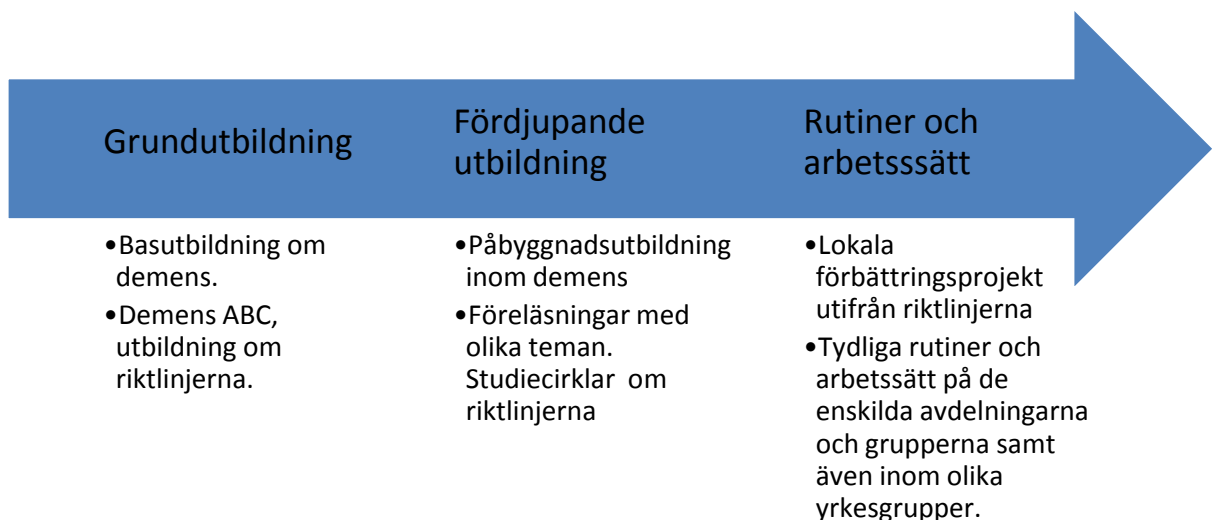 Grundutbildning
•Basutbildning om
demens.
•Demens ABC,
utbildning om
riktlinjerna.
Fördjupande
utbildning
•Påbyggnadsutbildning
inom demens
•Föreläsningar med
olika teman.
Studiecirklar om
riktlinjerna
Rutiner och
arbetsssätt
•Lokala
förbättringsprojekt
utifrån riktlinjerna
•Tydliga rutiner och
arbetssätt på de
enskilda avdelningarna
och grupperna samt
även inom olika
yrkesgrupper.